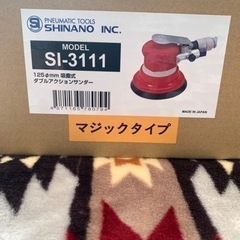 PNEUMATIC TOOLS
SHINANO INC.
MODEL
SI-3111
125φmm 吸塵式
ダブルアクションサンダー
4571165780794
MADE IN JAPAN
マジックタイプ